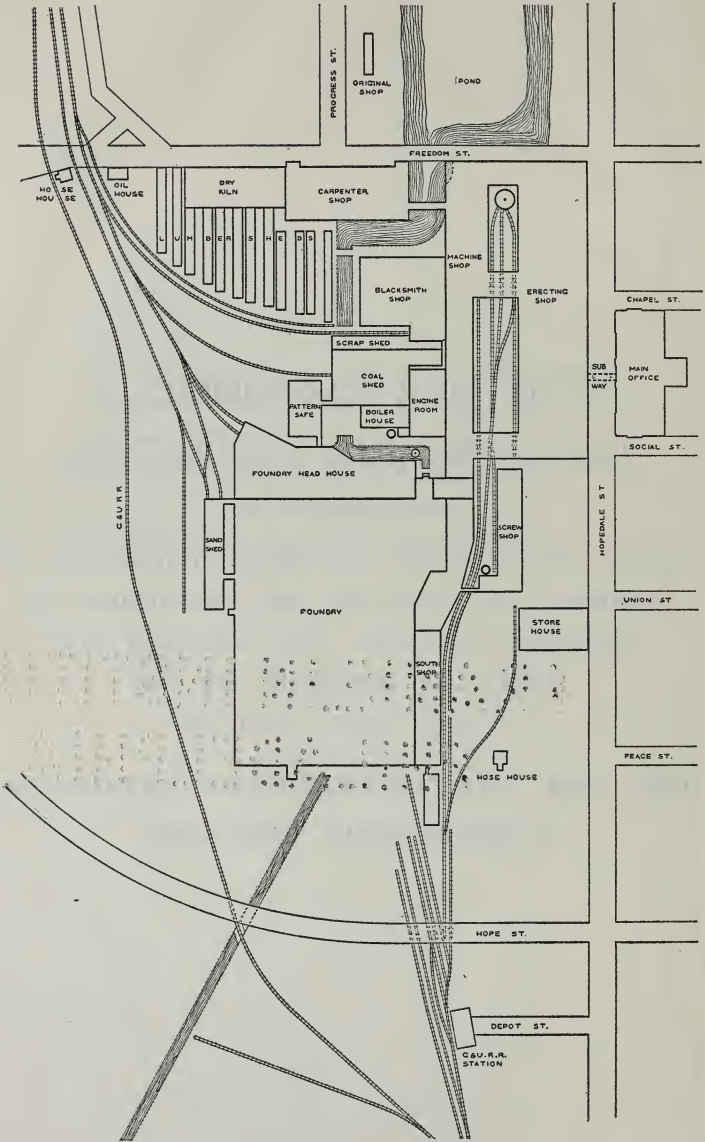 PROGRESS ST.
ORIGINAL
SHOP
POND
FREEDOM ST.
HOSE
HOUSE
OIL
HOUSE
DRY
KILN
CARPENTER
SHOP
L U M B E R S H E D S
MACHINE
SHOP
ERECTING
SHOP
BLACKSMITH
SHOP
CHAPEL ST.
SCRAP SHED
SUB
WAY
MAIN
OFFICE
COAL
SHED
PATTERN
SAFE
BOILER
HOUSE
ENGINE
ROOM
SOCIAL ST.
FOUNDRY HEAD HOUSE
C&U R R
HOPEDALE ST
SAND
SHED
SCREW
SHOP
UNION ST
FOUNDRY
STORE
HOUSE
SOUTH
SHOP
PEACE ST.
HOSE HOUSE
HOPE ST.
DEPOT ST.
C&U.R.R.
STATION